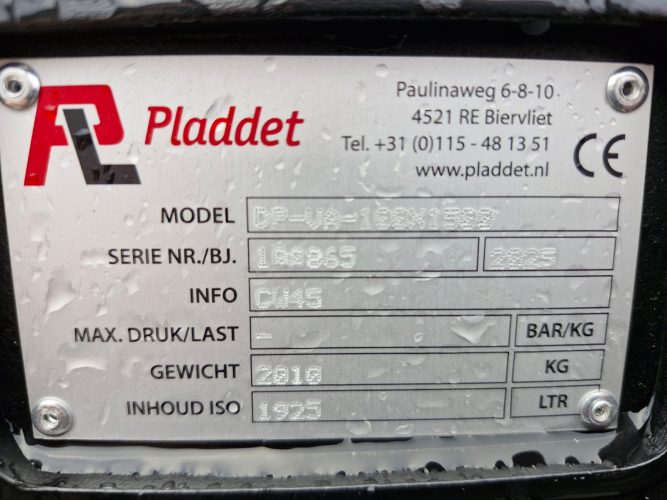 PL Pladdet
Paulinaweg 6-8-10
4521 RE Biervliet
Tel. +31 (0)115 - 48 13 51
www.pladdet.nl
CE
MODEL
SERIE NR./BJ. 100865 2025
INFO CW45
MAX. DRUK/LAST - BAR/KG
GEWICHT 2010 KG
INHOUD ISO 1925 LTR